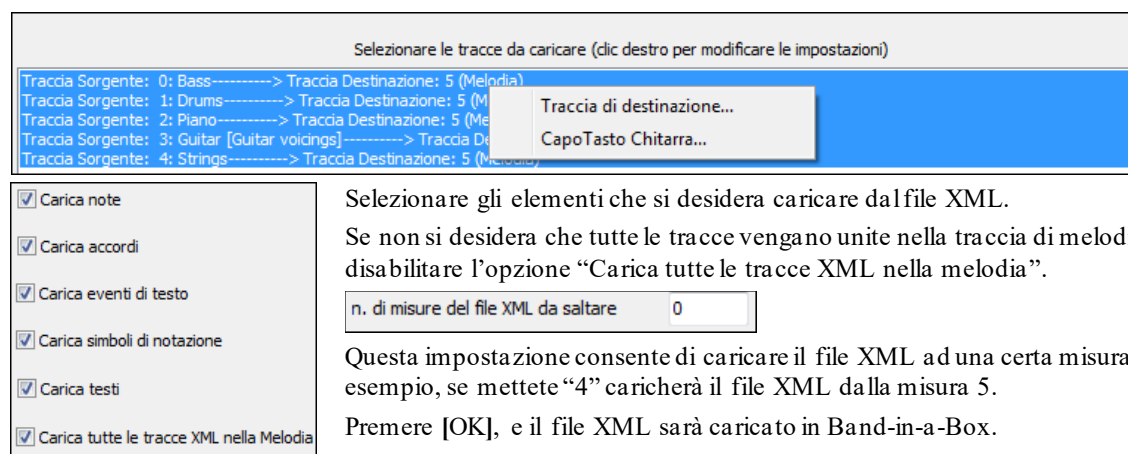 Selezionare le tracce da caricare (clic destro per modificare le impostazioni)
Traccia Sorgente: 0: Bass----------> Traccia Destinazione: 5 (Melodia)
Traccia Sorgente: 1: Drums----------> Traccia Destinazione: 5 (M
Traccia Sorgente: 2: Piano----------> Traccia Destinazione: 5 (Me
Traccia Sorgente: 3: Guitar [Guitar voicings]----------> Traccia De
Traccia Sorgente: 4: Strings----------> Traccia Destinazione: 5 (Melodia)
Traccia di destinazione...
CapoTasto Chitarra...
Carica note
Carica accordi
Carica eventi di testo
Carica simboli di notazione
Carica testi
Carica tutte le tracce XML nella Melodia
Selezionare gli elementi che si desidera caricare dal file XML.
Se non si desidera che tutte le tracce vengano unite nella traccia di melod
disabilitare l’opzione “Carica tutte le tracce XML nella melodia”.
n. di misure del file XML da saltare 0
Questa impostazione consente di caricare il file XML ad una certa misura
esempio, se mettete “4” caricherà il file XML dalla misura 5.
Premere [OK], e il file XML sarà caricato in Band-in-a-Box.